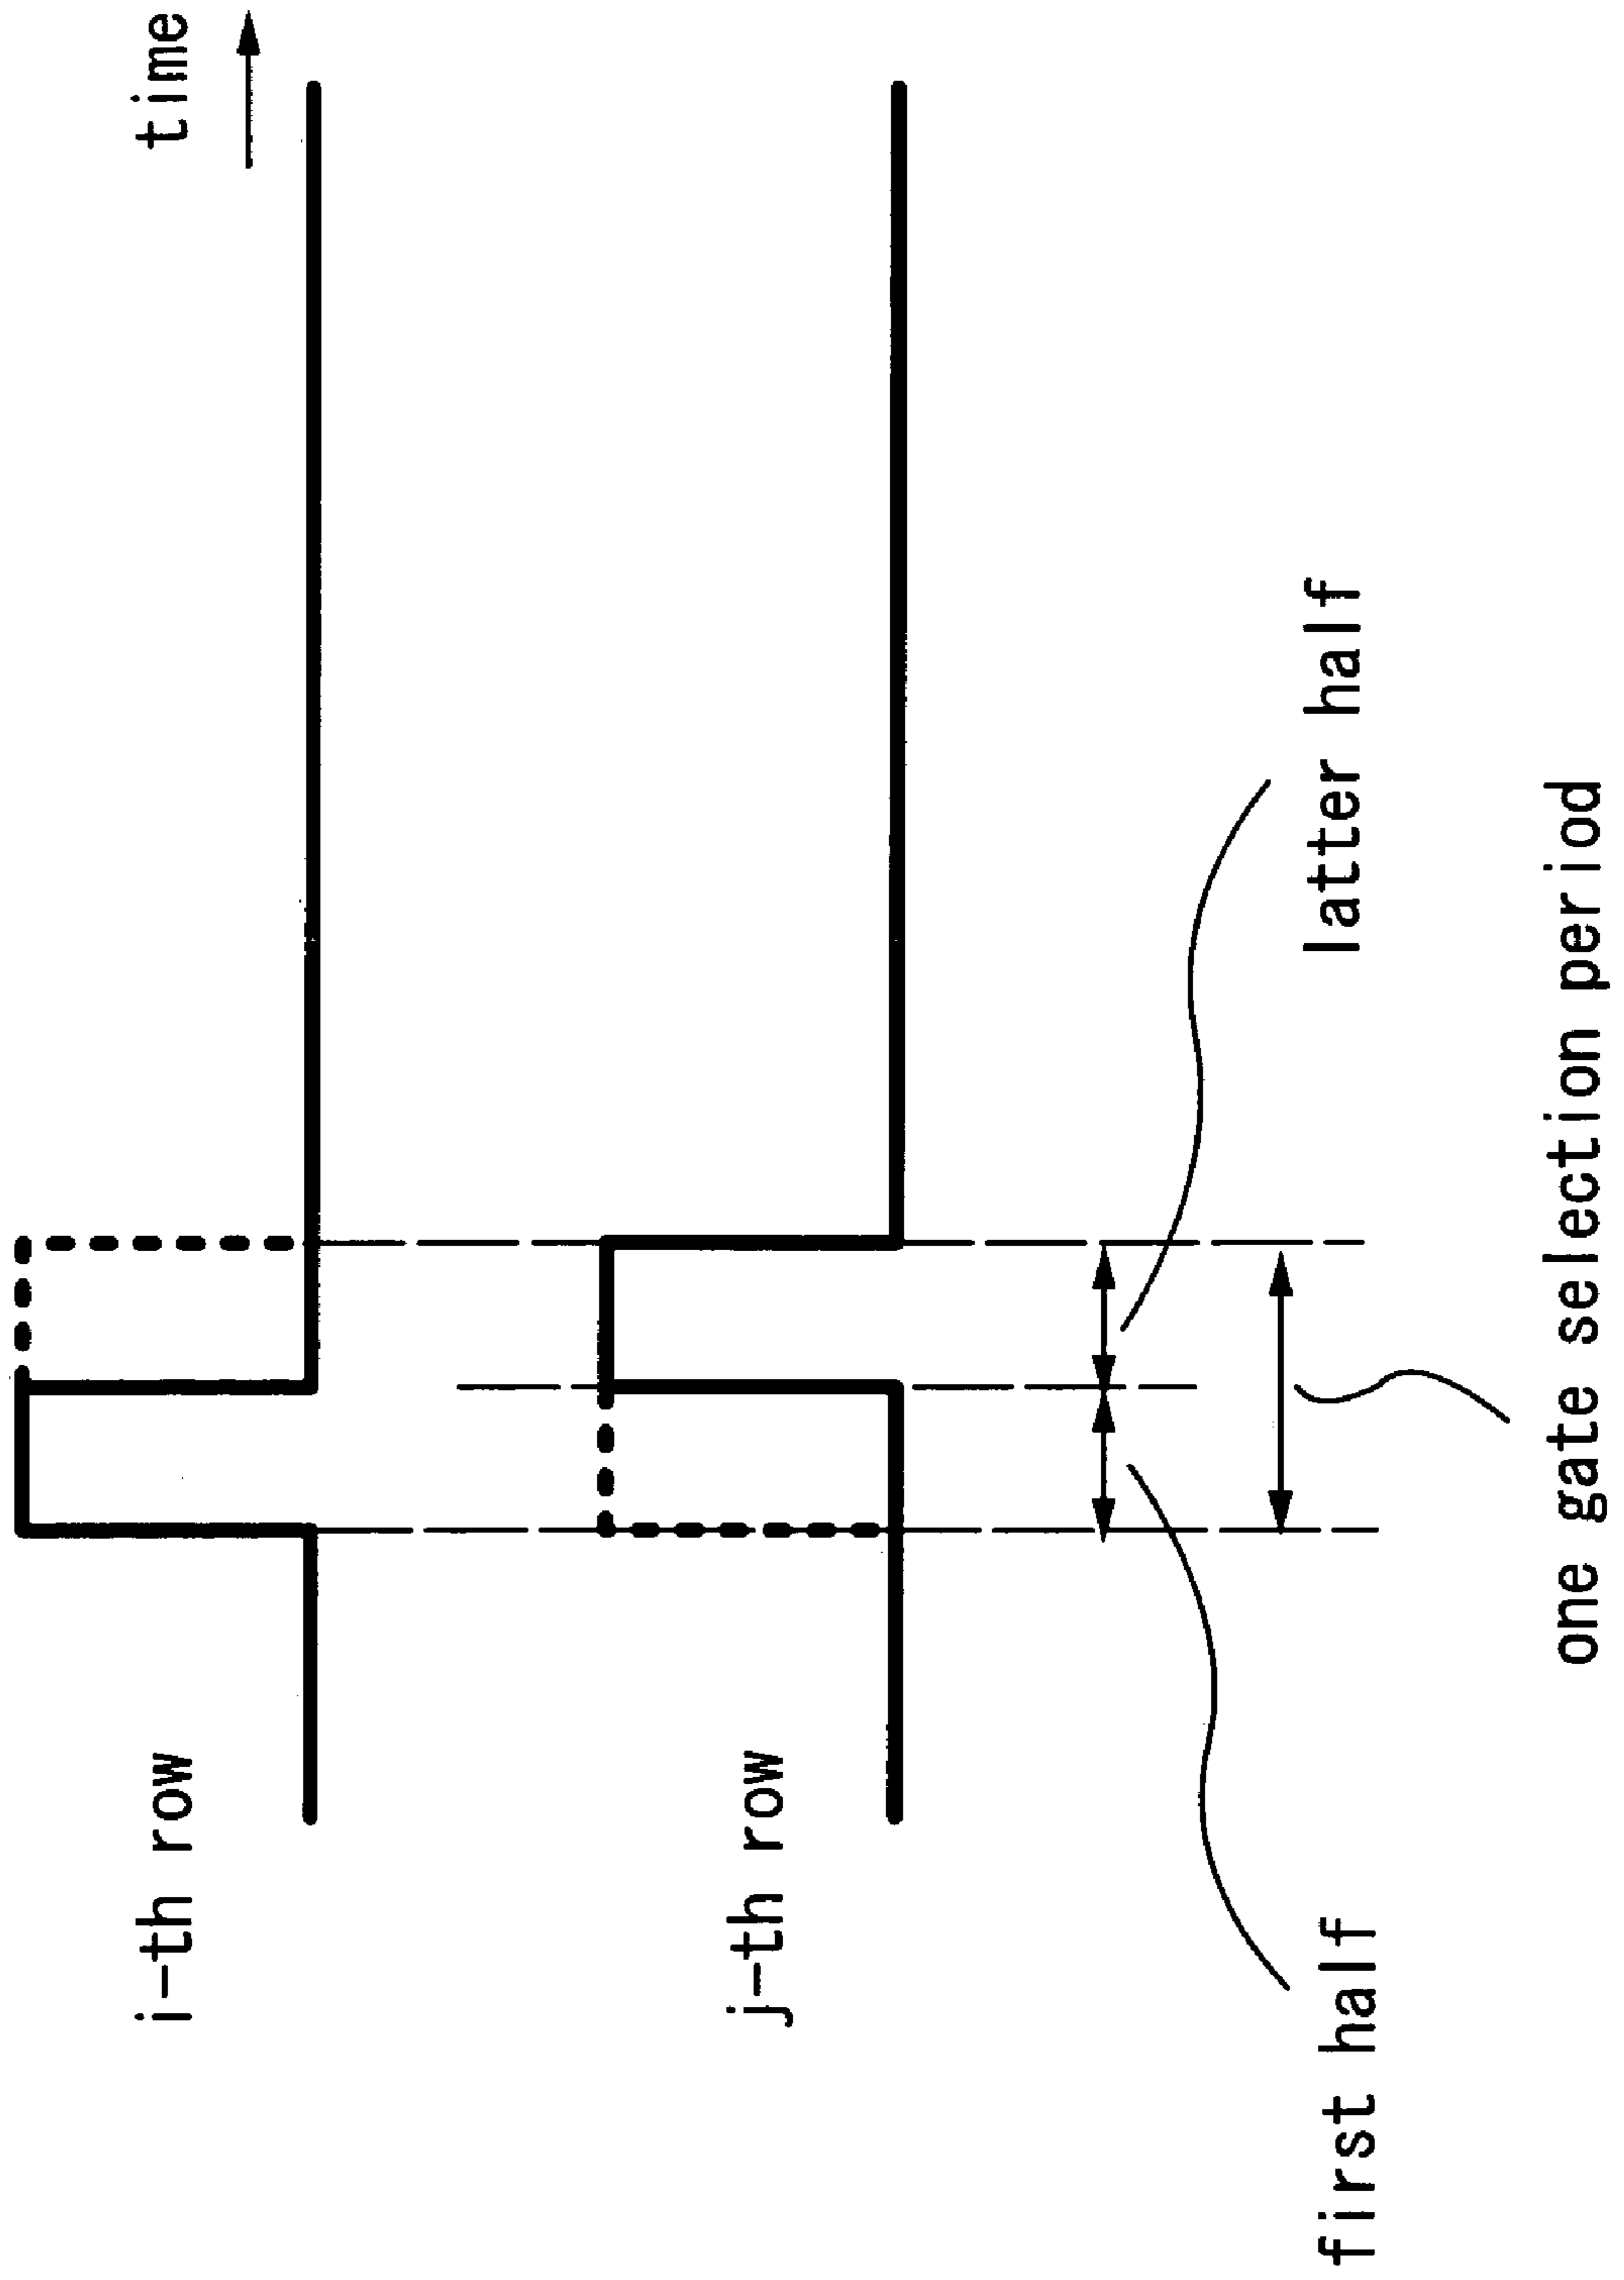 time
i-th row
j-th row
first half
latter half
one gate selection period